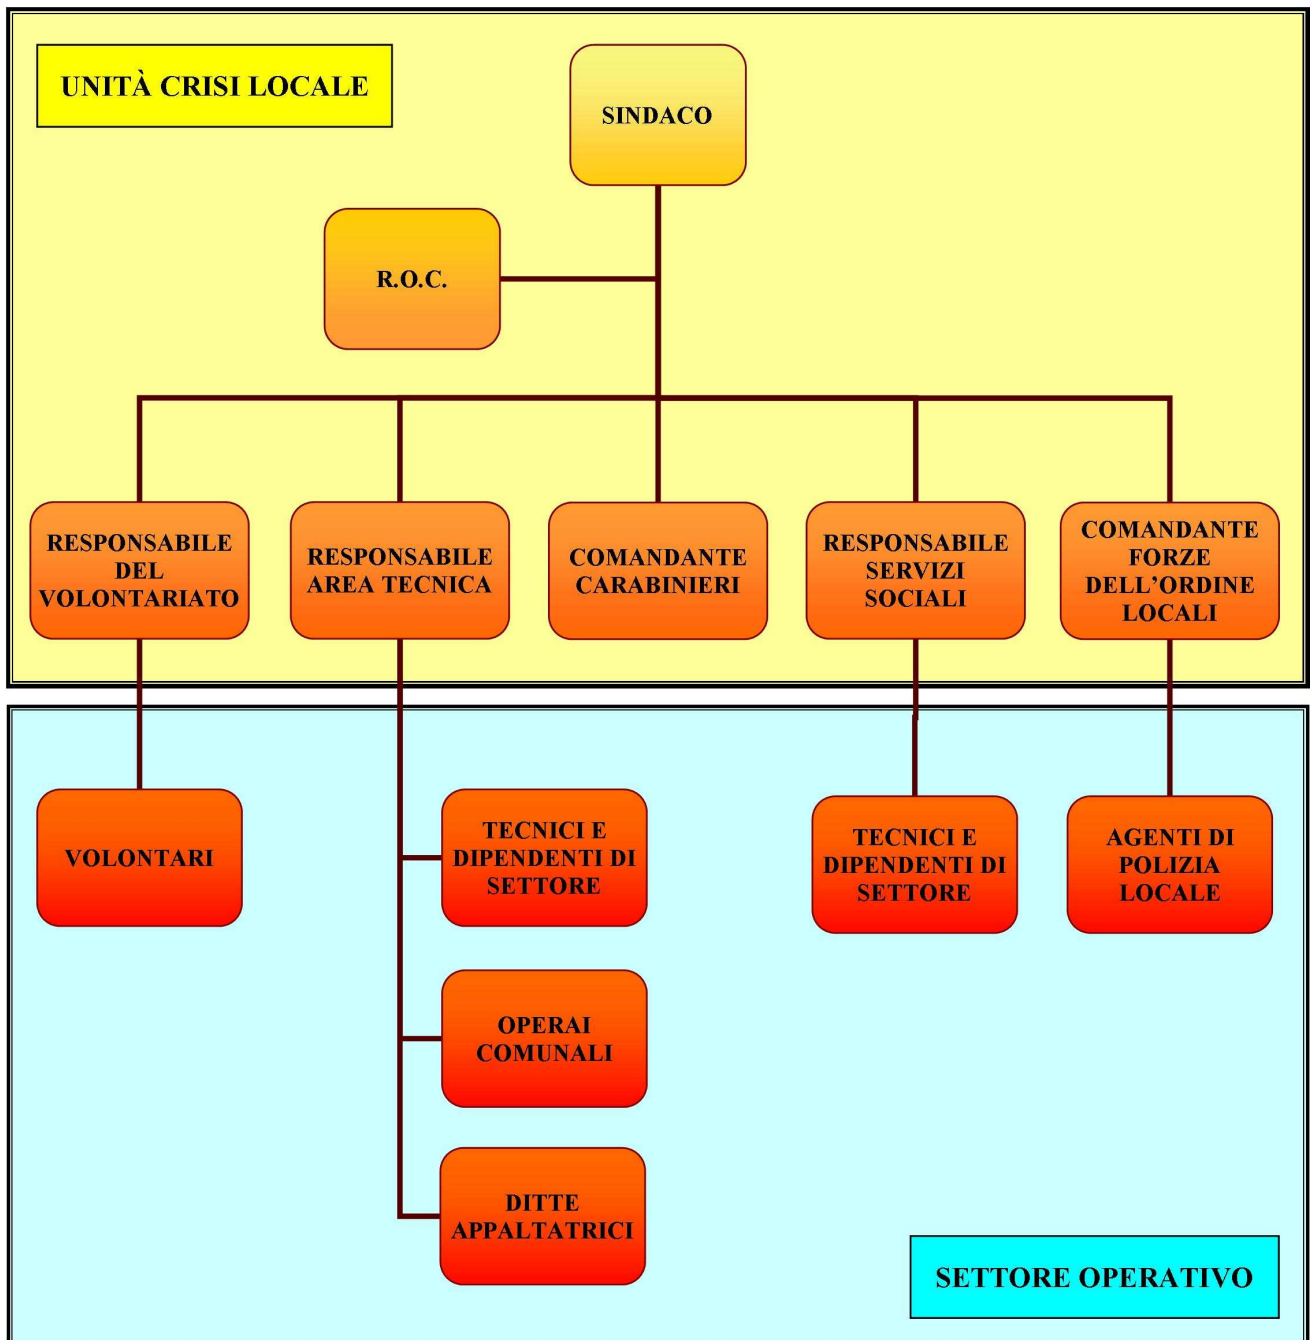 UNITÀ CRISI LOCALE
SINDACO
R.O.C.
RESPONSABILE
DEL
VOLONTARIATO
RESPONSABILE
AREA TECNICA
COMANDANTE
CARABINIERI
RESPONSABILE
SERVIZI
SOCIALI
COMANDANTE
FORZE
DELL’ORDINE
LOCALI
VOLONTARI
TECNICI E
DIPENDENTI DI
SETTORE
TECNICI E
DIPENDENTI DI
SETTORE
AGENTI DI
POLIZIA
LOCALE
OPERAI
COMUNALI
DITTE
APPALTATRICI
SETTORE OPERATIVO